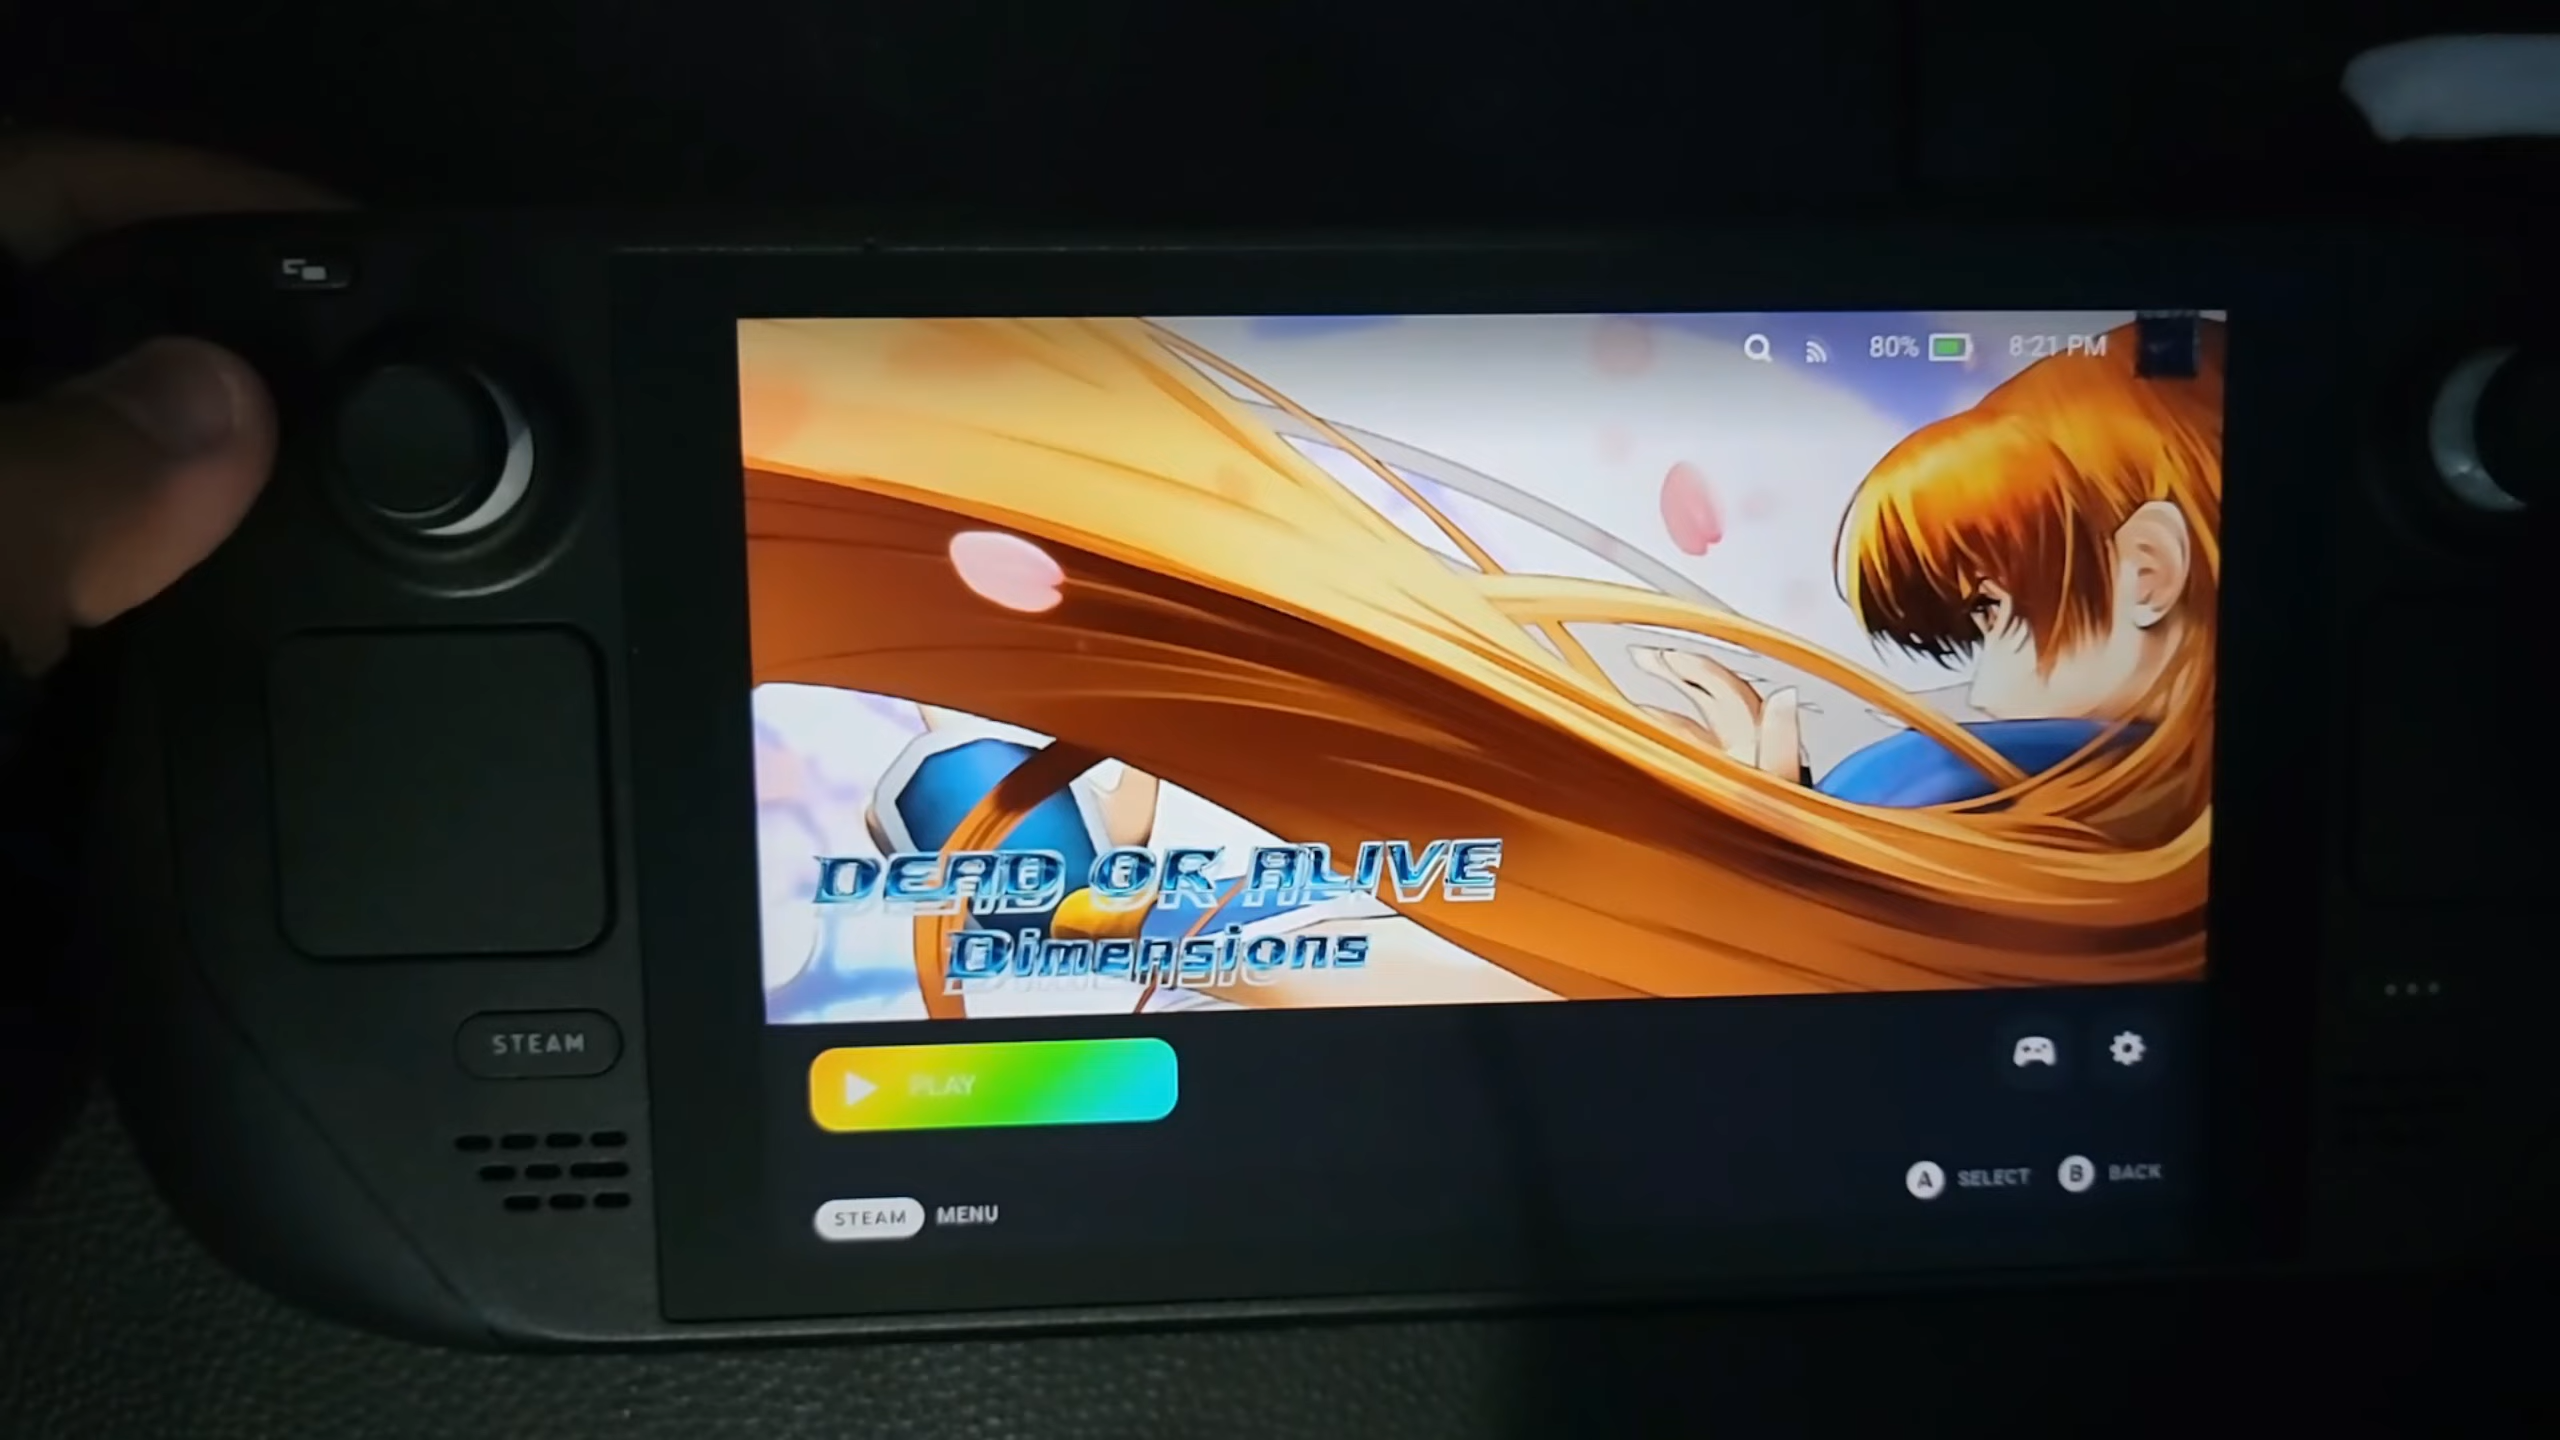 80% 8:21 PM
DEAD OR ALIVE
Dimensions
STEAM
PLAY
A SELECT B BACK
STEAM MENU